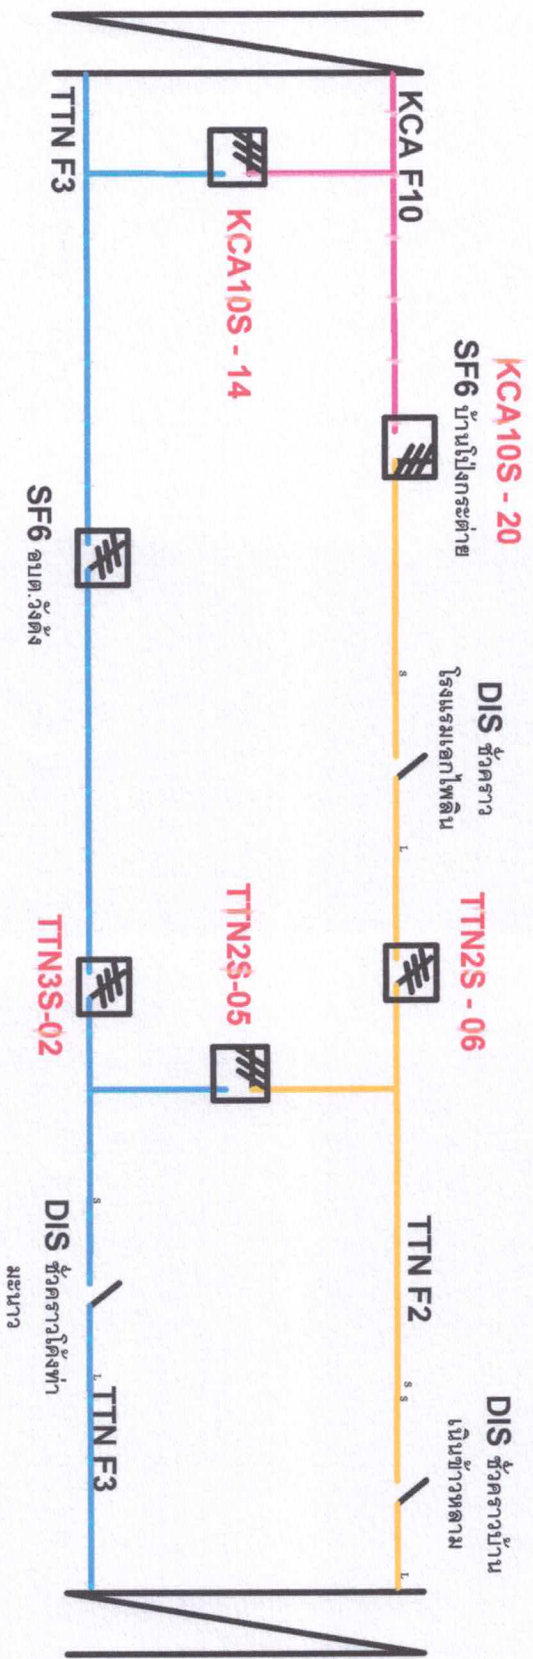 KCA10S - 20
SF6 บ้านโป่งกระต่าย
KCA F10
DIS ชั่วคราว
โรงแรมเอกไพลิน
S
L
TTN2S - 06
TTN F2
DIS ชั่วคราวบ้าน
เนินข้าวหลาม
S S
L
KCA10S - 14
TTN2S-05
TTN F3
SF6 อบต.วังด้ง
TTN3S-02
S
DIS ชั่วคราวโค้งท่า
มะนาว
L
TTN F3